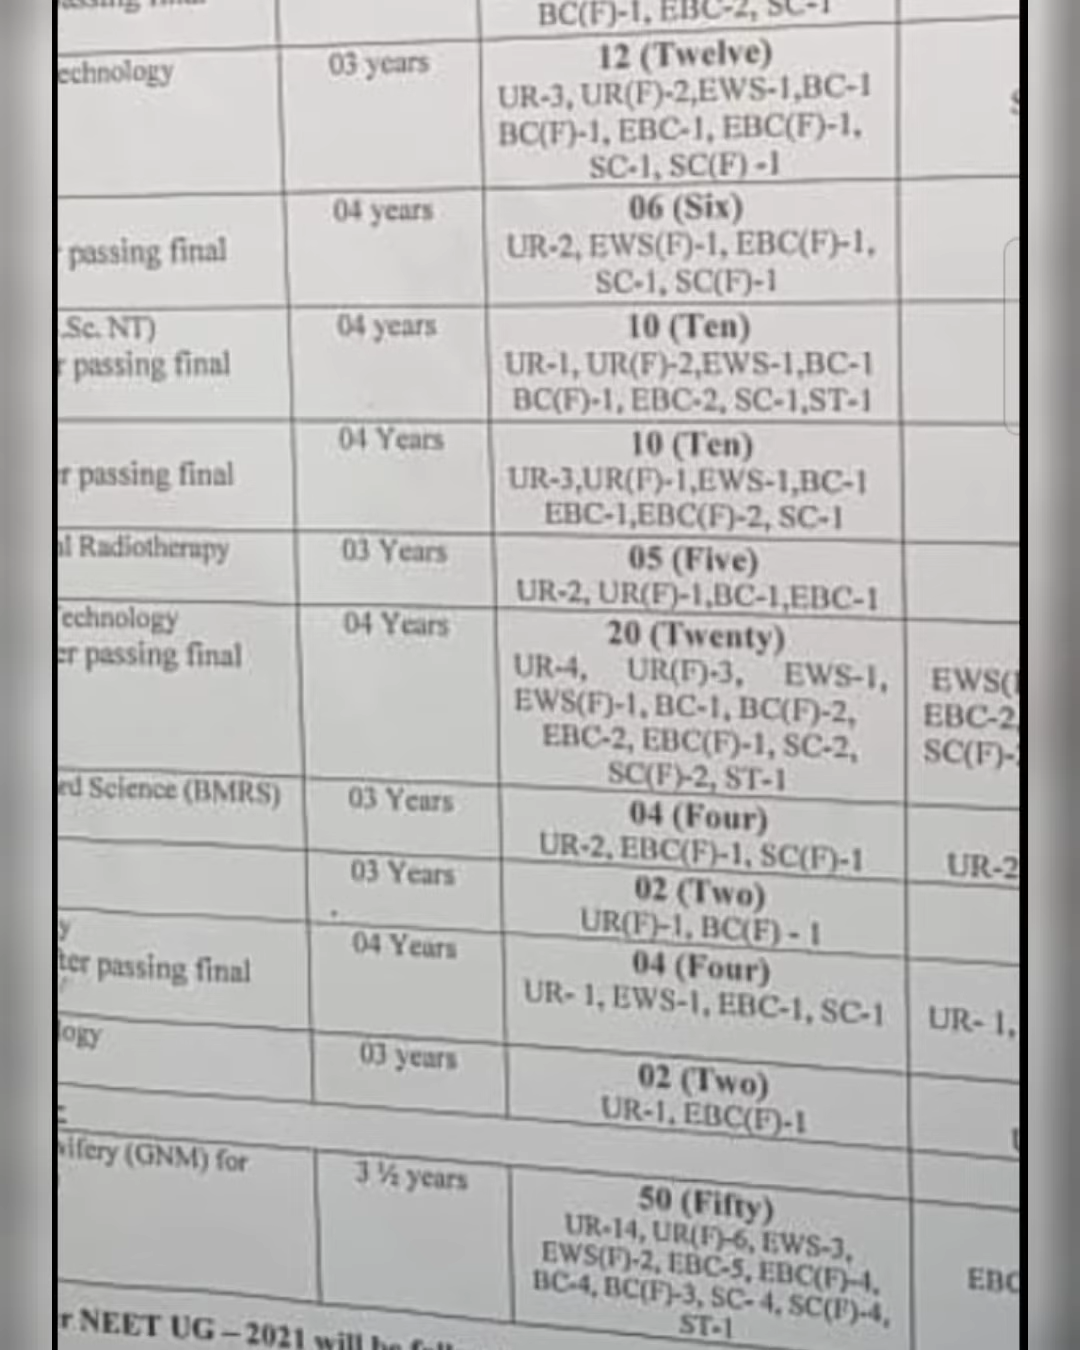 BC(F)-1, EBC-2, SC-1
echnology 03 years 12 (Twelve)
UR-3, UR(F)-2,EWS-1,BC-1
BC(F)-1, EBC-1, EBC(F)-1,
SC-1, SC(F) -1
04 years 06 (Six)
passing final UR-2, EWS(F)-1, EBC(F)-1,
SC-1, SC(F)-1
.Sc. NT) 04 years 10 (Ten)
r passing final UR-1, UR(F)-2,EWS-1,BC-1
BC(F)-1, EBC-2, SC-1,ST-1
04 Years 10 (Ten)
r passing final UR-3,UR(F)-1,EWS-1,BC-1
EBC-1,EBC(F)-2, SC-1
al Radiotherapy 03 Years 05 (Five)
UR-2, UR(F)-1,BC-1,EBC-1
echnology 04 Years 20 (Twenty)
er passing final UR-4, UR(F)-3, EWS-1, EWS(
EWS(F)-1, BC-1, BC(F)-2, EBC-2,
EBC-2, EBC(F)-1, SC-2, SC(F)-
SC(F)-2, ST-1
ed Science (BMRS) 03 Years 04 (Four)
UR-2, EBC(F)-1, SC(F)-1 UR-2
03 Years 02 (Two)
UR(F)-1, BC(F) - 1
y 04 Years 04 (Four)
ter passing final UR- 1, EWS-1, EBC-1, SC-1 UR- 1,
logy 03 years 02 (Two)
UR-1, EBC(F)-1
wifery (GNM) for 3 ½ years 50 (Fifty)
UR-14, UR(F)-6, EWS-3,
EWS(F)-2, EBC-5, EBC(F)-4, EBC
BC-4, BC(F)-3, SC- 4, SC(F)-4,
ST-1
r NEET UG – 2021 will be